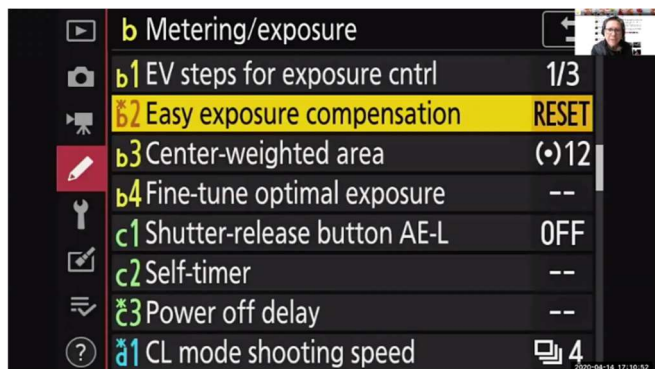 b Metering/exposure
b1 EV steps for exposure cntrl 1/3
*b2 Easy exposure compensation RESET
b3 Center-weighted area (•)12
b4 Fine-tune optimal exposure --
c1 Shutter-release button AE-L OFF
c2 Self-timer --
*c3 Power off delay --
*d1 CL mode shooting speed 4
2020-04-14 17:10:52